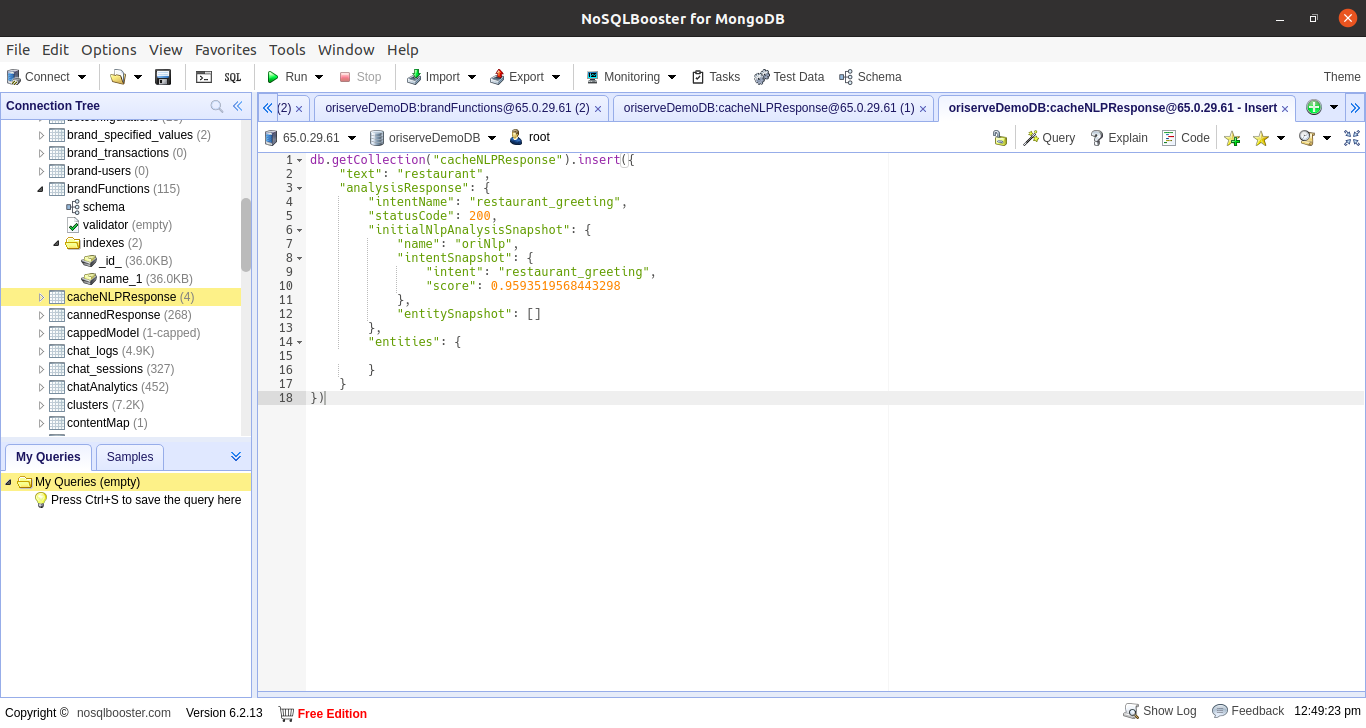 NoSQLBooster for MongoDB
File Edit Options View Favorites Tools Window Help
Connect SQL Run Stop Import Export Monitoring Tasks Test Data Schema Theme
Connection Tree
(2) × oriserveDemoDB:brandFunctions@65.0.29.61 (2) × oriserveDemoDB:cacheNLPResponse@65.0.29.61 (1) × oriserveDemoDB:cacheNLPResponse@65.0.29.61 - Insert ×
65.0.29.61 oriserveDemoDB root Query Explain Code
brand_specified_values (2)
brand_transactions (0)
brand-users (0)
brandFunctions (115)
schema
validator (empty)
indexes (2)
_id_ (36.0KB)
name_1 (36.0KB)
cacheNLPResponse (4)
cannedResponse (268)
cappedModel (1-capped)
chat_logs (4.9K)
chat_sessions (327)
chatAnalytics (452)
clusters (7.2K)
contentMap (1)
My Queries Samples
My Queries (empty)
Press Ctrl+S to save the query here
1 db.getCollection("cacheNLPResponse").insert({
2 "text": "restaurant",
3 "analysisResponse": {
4 "intentName": "restaurant_greeting",
5 "statusCode": 200,
6 "initialNlpAnalysisSnapshot": {
7 "name": "oriNlp",
8 "intentSnapshot": {
9 "intent": "restaurant_greeting",
10 "score": 0.9593519568443298
11 },
12 "entitySnapshot": []
13 },
14 "entities": {
15
16 }
17 }
18 })
Copyright © nosqlbooster.com Version 6.2.13 Free Edition Show Log Feedback 12:49:23 pm